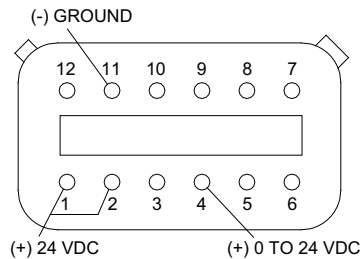 (-) GROUND
12 11 10 9 8 7
1 2 3 4 5 6
(+) 24 VDC (+) 0 TO 24 VDC